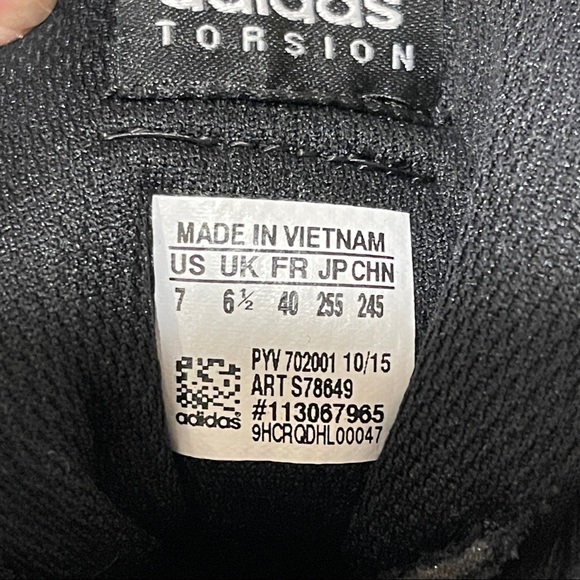 adidas
TORSION
MADE IN VIETNAM
US UK FR JP CHN
7 6½ 40 255 245
PYV 702001 10/15
ART S78649
#113067965
adidas
9HCRQDHL00047